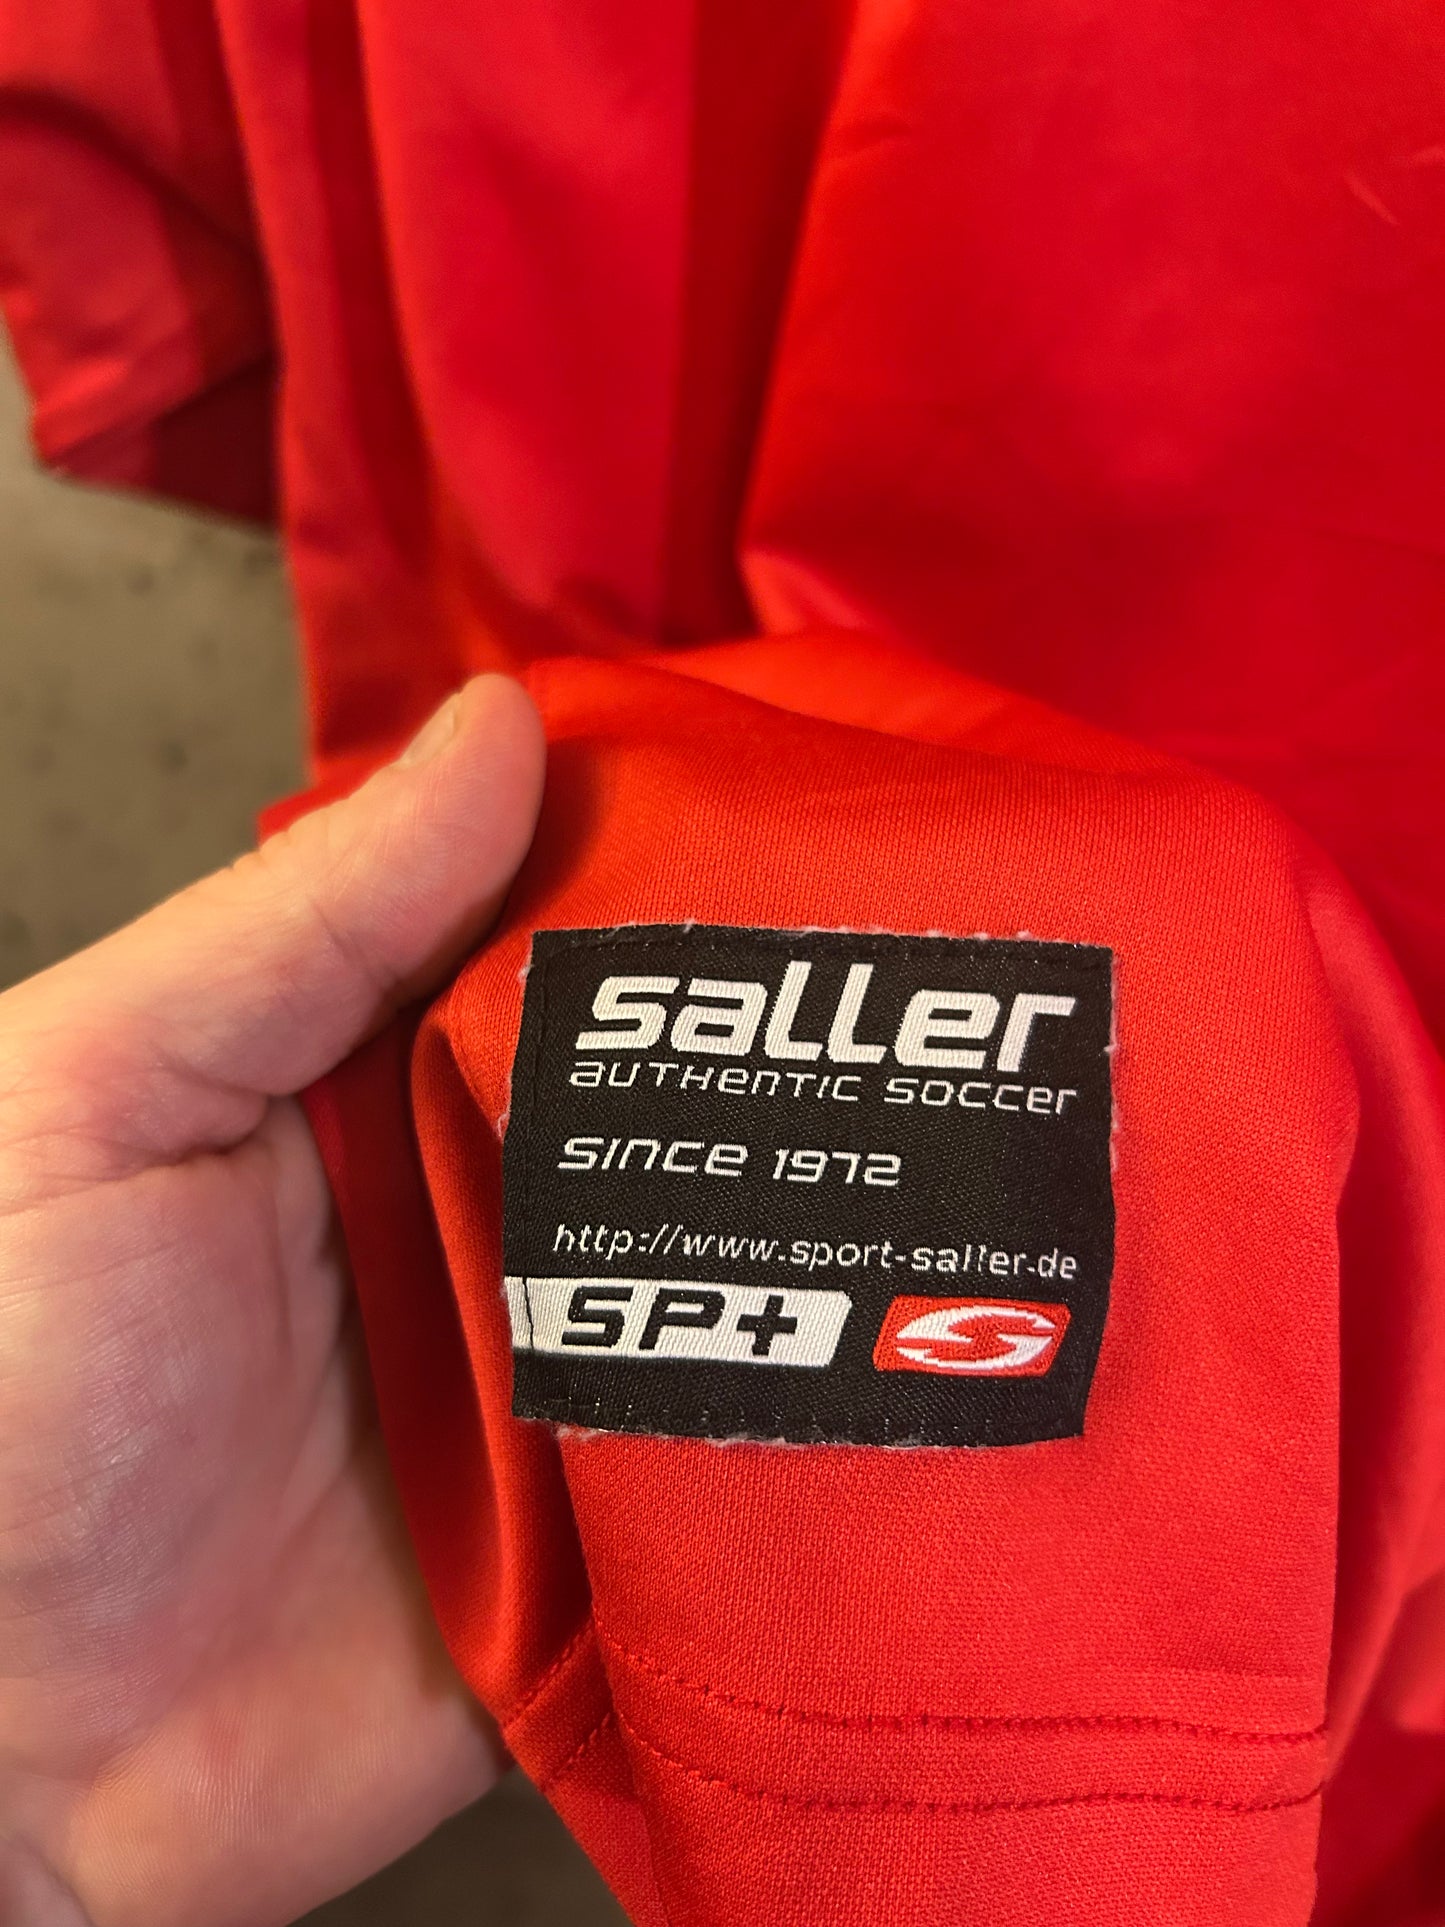 saller
authentic soccer
since 1972
http://www.sport-saller.de
SP+